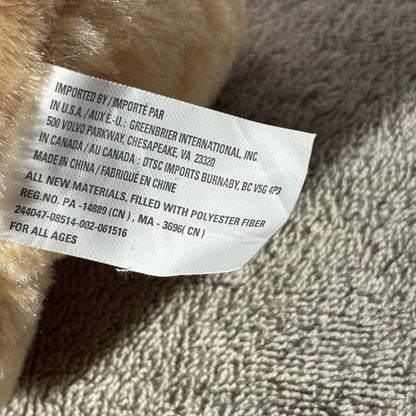 IMPORTED BY / IMPORTÉ PAR
IN U.S.A. / AUX É.-U. : GREENBRIER INTERNATIONAL, INC.
500 VOLVO PARKWAY, CHESAPEAKE, VA 23320
IN CANADA / AU CANADA : DTSC IMPORTS BURNABY, BC V5G 4P3
MADE IN CHINA / FABRIQUÉ EN CHINE
ALL NEW MATERIALS, FILLED WITH POLYESTER FIBER
REG.NO. PA -14889 (CN) , MA - 3696( CN )
244047-08514-002-061516
FOR ALL AGES